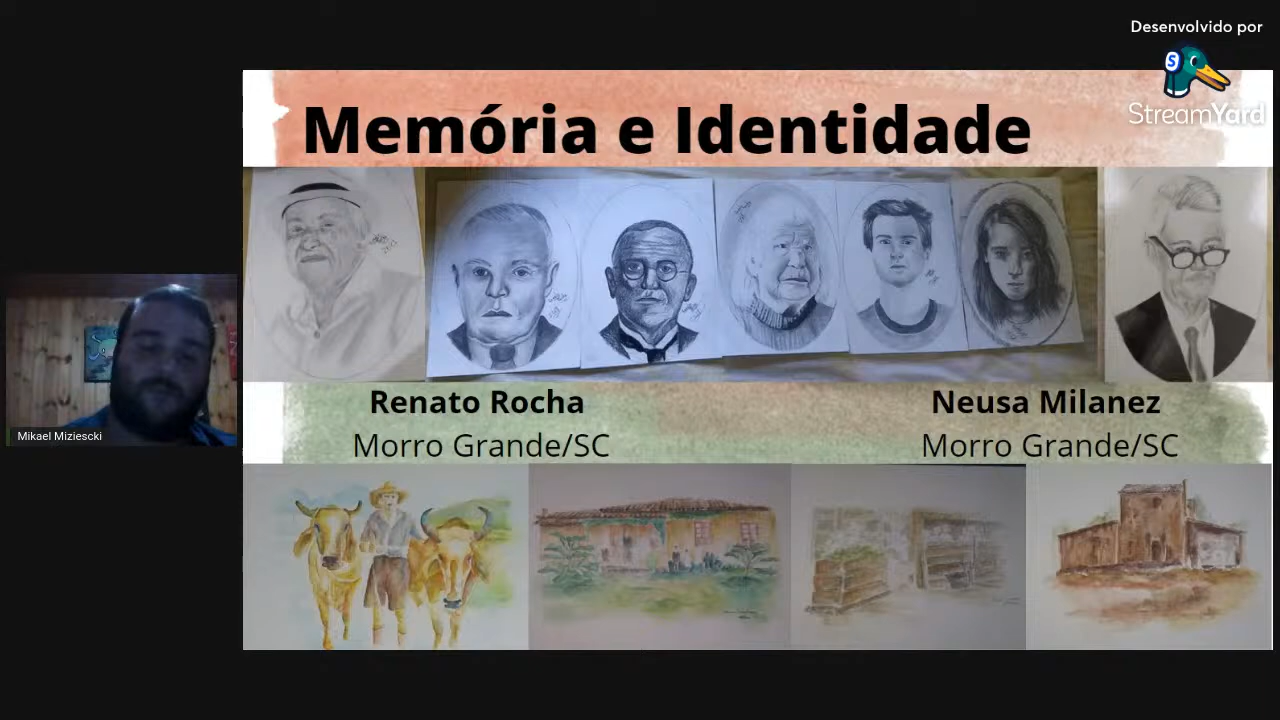 Desenvolvido por
StreamYard
Memória e Identidade
Renato Rocha
Morro Grande/SC
Neusa Milanez
Morro Grande/SC
Mikael Miziescki